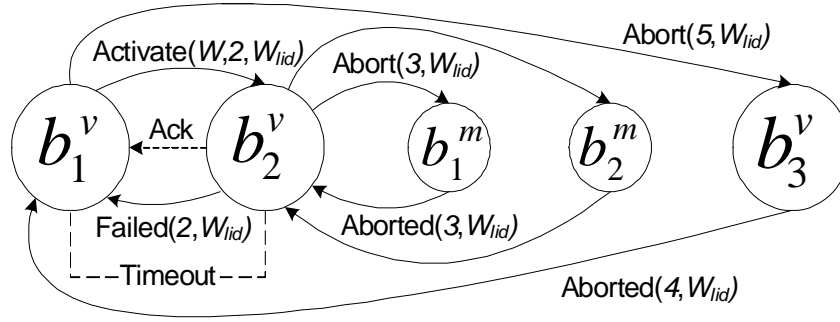 Abort(5,W_lid)
Activate(W,2,W_lid)
Abort(3,W_lid)
b_1^v
Ack
b_2^v
b_1^m
b_2^m
b_3^v
Failed(2,W_lid)
Aborted(3,W_lid)
Timeout
Aborted(4,W_lid)